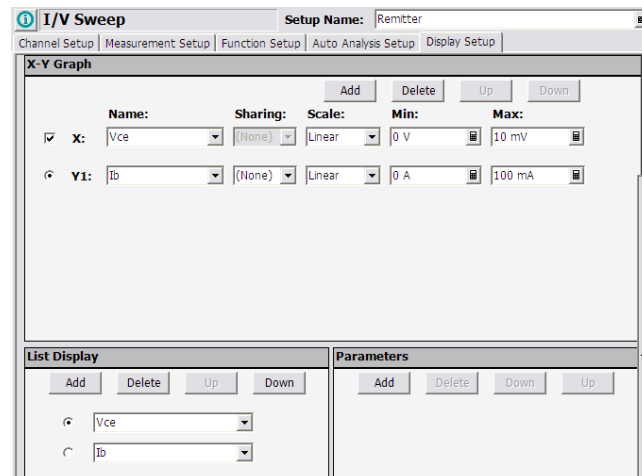 I/V Sweep Setup Name: Remitter
Channel Setup Measurement Setup Function Setup Auto Analysis Setup Display Setup
X-Y Graph
Add Delete Up Down
Name: Sharing: Scale: Min: Max:
X: Vce (None) Linear 0 V 10 mV
Y1: Ib (None) Linear 0 A 100 mA
List Display Parameters
Add Delete Up Down Add Delete Down Up
Vce
Ib